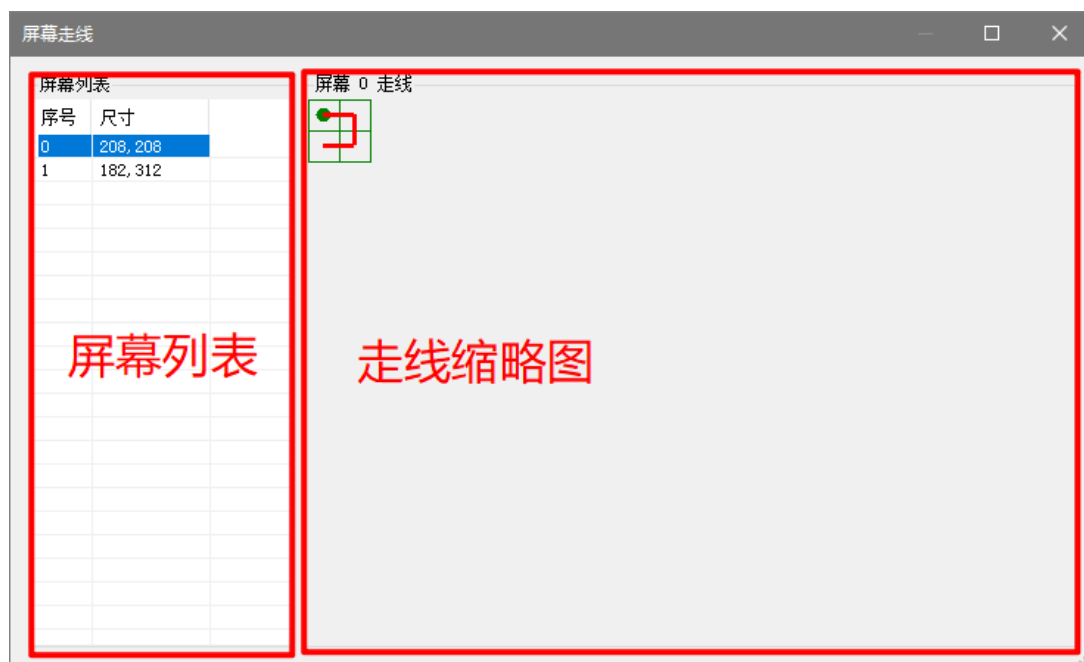 屏幕走线
屏幕列表
序号 尺寸
0 208,208
1 182,312
屏幕列表
屏幕 0 走线
走线缩略图